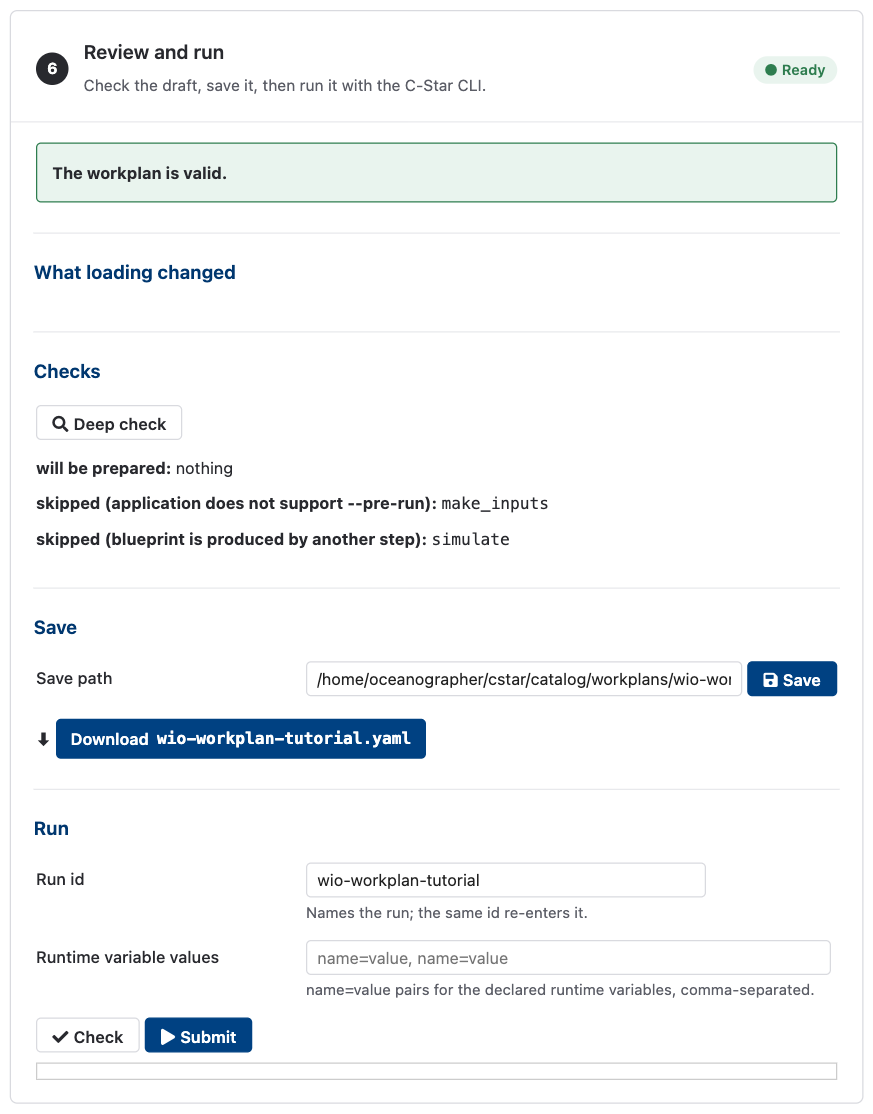 6
Review and run
Check the draft, save it, then run it with the C-Star CLI.
Ready
The workplan is valid.
What loading changed
Checks
Deep check
will be prepared: nothing
skipped (application does not support --pre-run): make_inputs
skipped (blueprint is produced by another step): simulate
Save
Save path
/home/oceanographer/cstar/catalog/workplans/wio-wor
Save
Download wio-workplan-tutorial.yaml
Run
Run id
wio-workplan-tutorial
Names the run; the same id re-enters it.
Runtime variable values
name=value, name=value
name=value pairs for the declared runtime variables, comma-separated.
Check
Submit